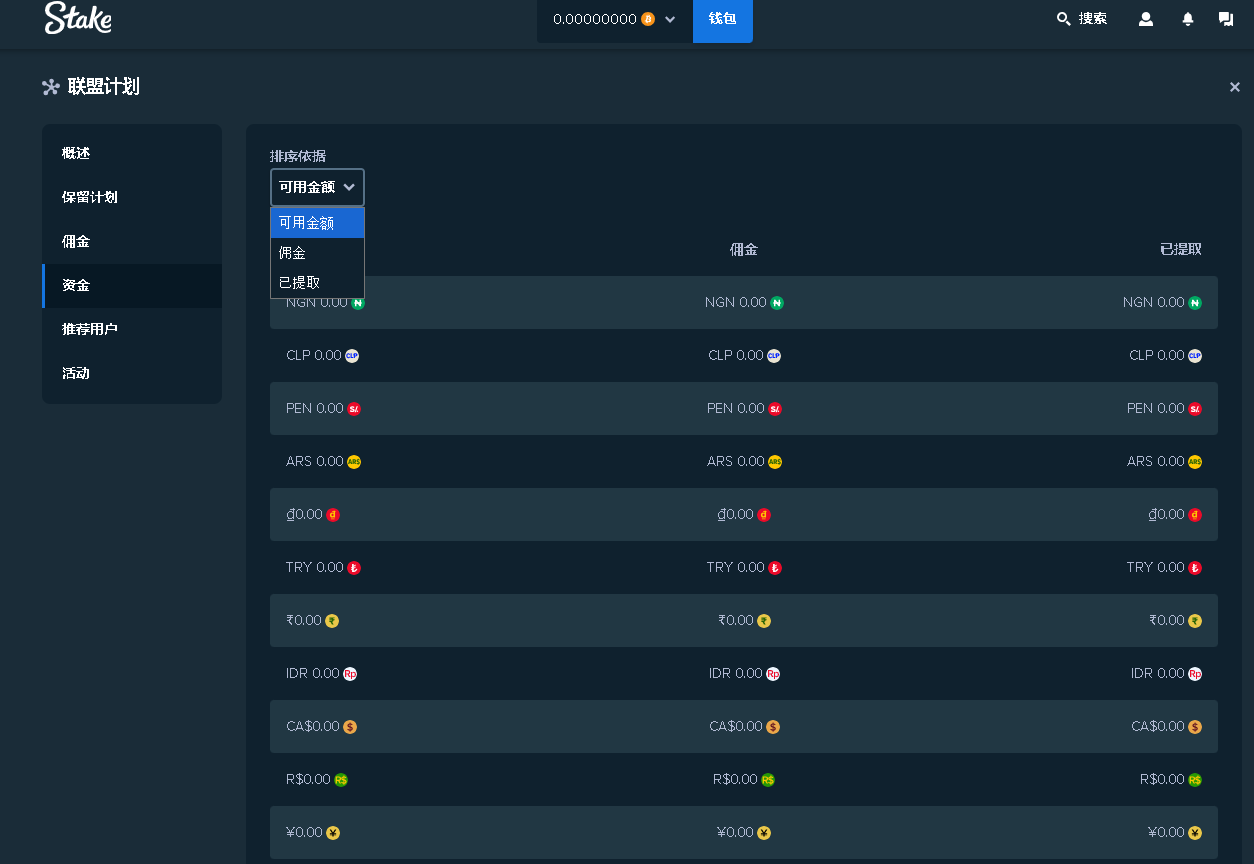 Stake
0.00000000
钱包
搜索
联盟计划
概述
保留计划
佣金
资金
推荐用户
活动
排序依据
可用金额
可用金额
佣金
已提取
佣金 已提取
NGN 0.00 NGN 0.00 NGN 0.00
CLP 0.00 CLP CLP 0.00 CLP CLP 0.00 CLP
PEN 0.00 S/. PEN 0.00 S/. PEN 0.00 S/.
ARS 0.00 ARS ARS 0.00 ARS ARS 0.00 ARS
₫0.00 ₫ ₫0.00 ₫ ₫0.00 ₫
TRY 0.00 ₺ TRY 0.00 ₺ TRY 0.00 ₺
₹0.00 ₹ ₹0.00 ₹ ₹0.00 ₹
IDR 0.00 Rp IDR 0.00 Rp IDR 0.00 Rp
CA$0.00 $ CA$0.00 $ CA$0.00 $
R$0.00 R$ R$0.00 R$ R$0.00 R$
¥0.00 ¥ ¥0.00 ¥ ¥0.00 ¥